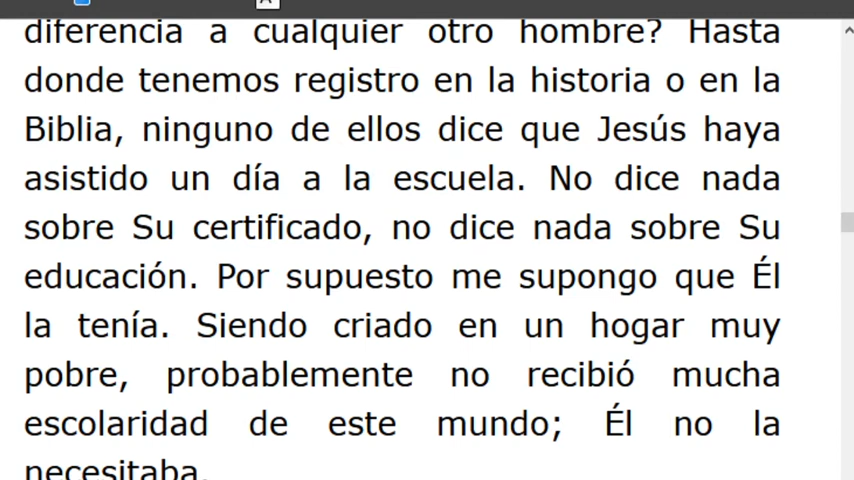 diferencia a cualquier otro hombre? Hasta
donde tenemos registro en la historia o en la
Biblia, ninguno de ellos dice que Jesús haya
asistido un día a la escuela. No dice nada
sobre Su certificado, no dice nada sobre Su
educación. Por supuesto me supongo que Él
la tenía. Siendo criado en un hogar muy
pobre, probablemente no recibió mucha
escolaridad de este mundo; Él no la
necesitaba.